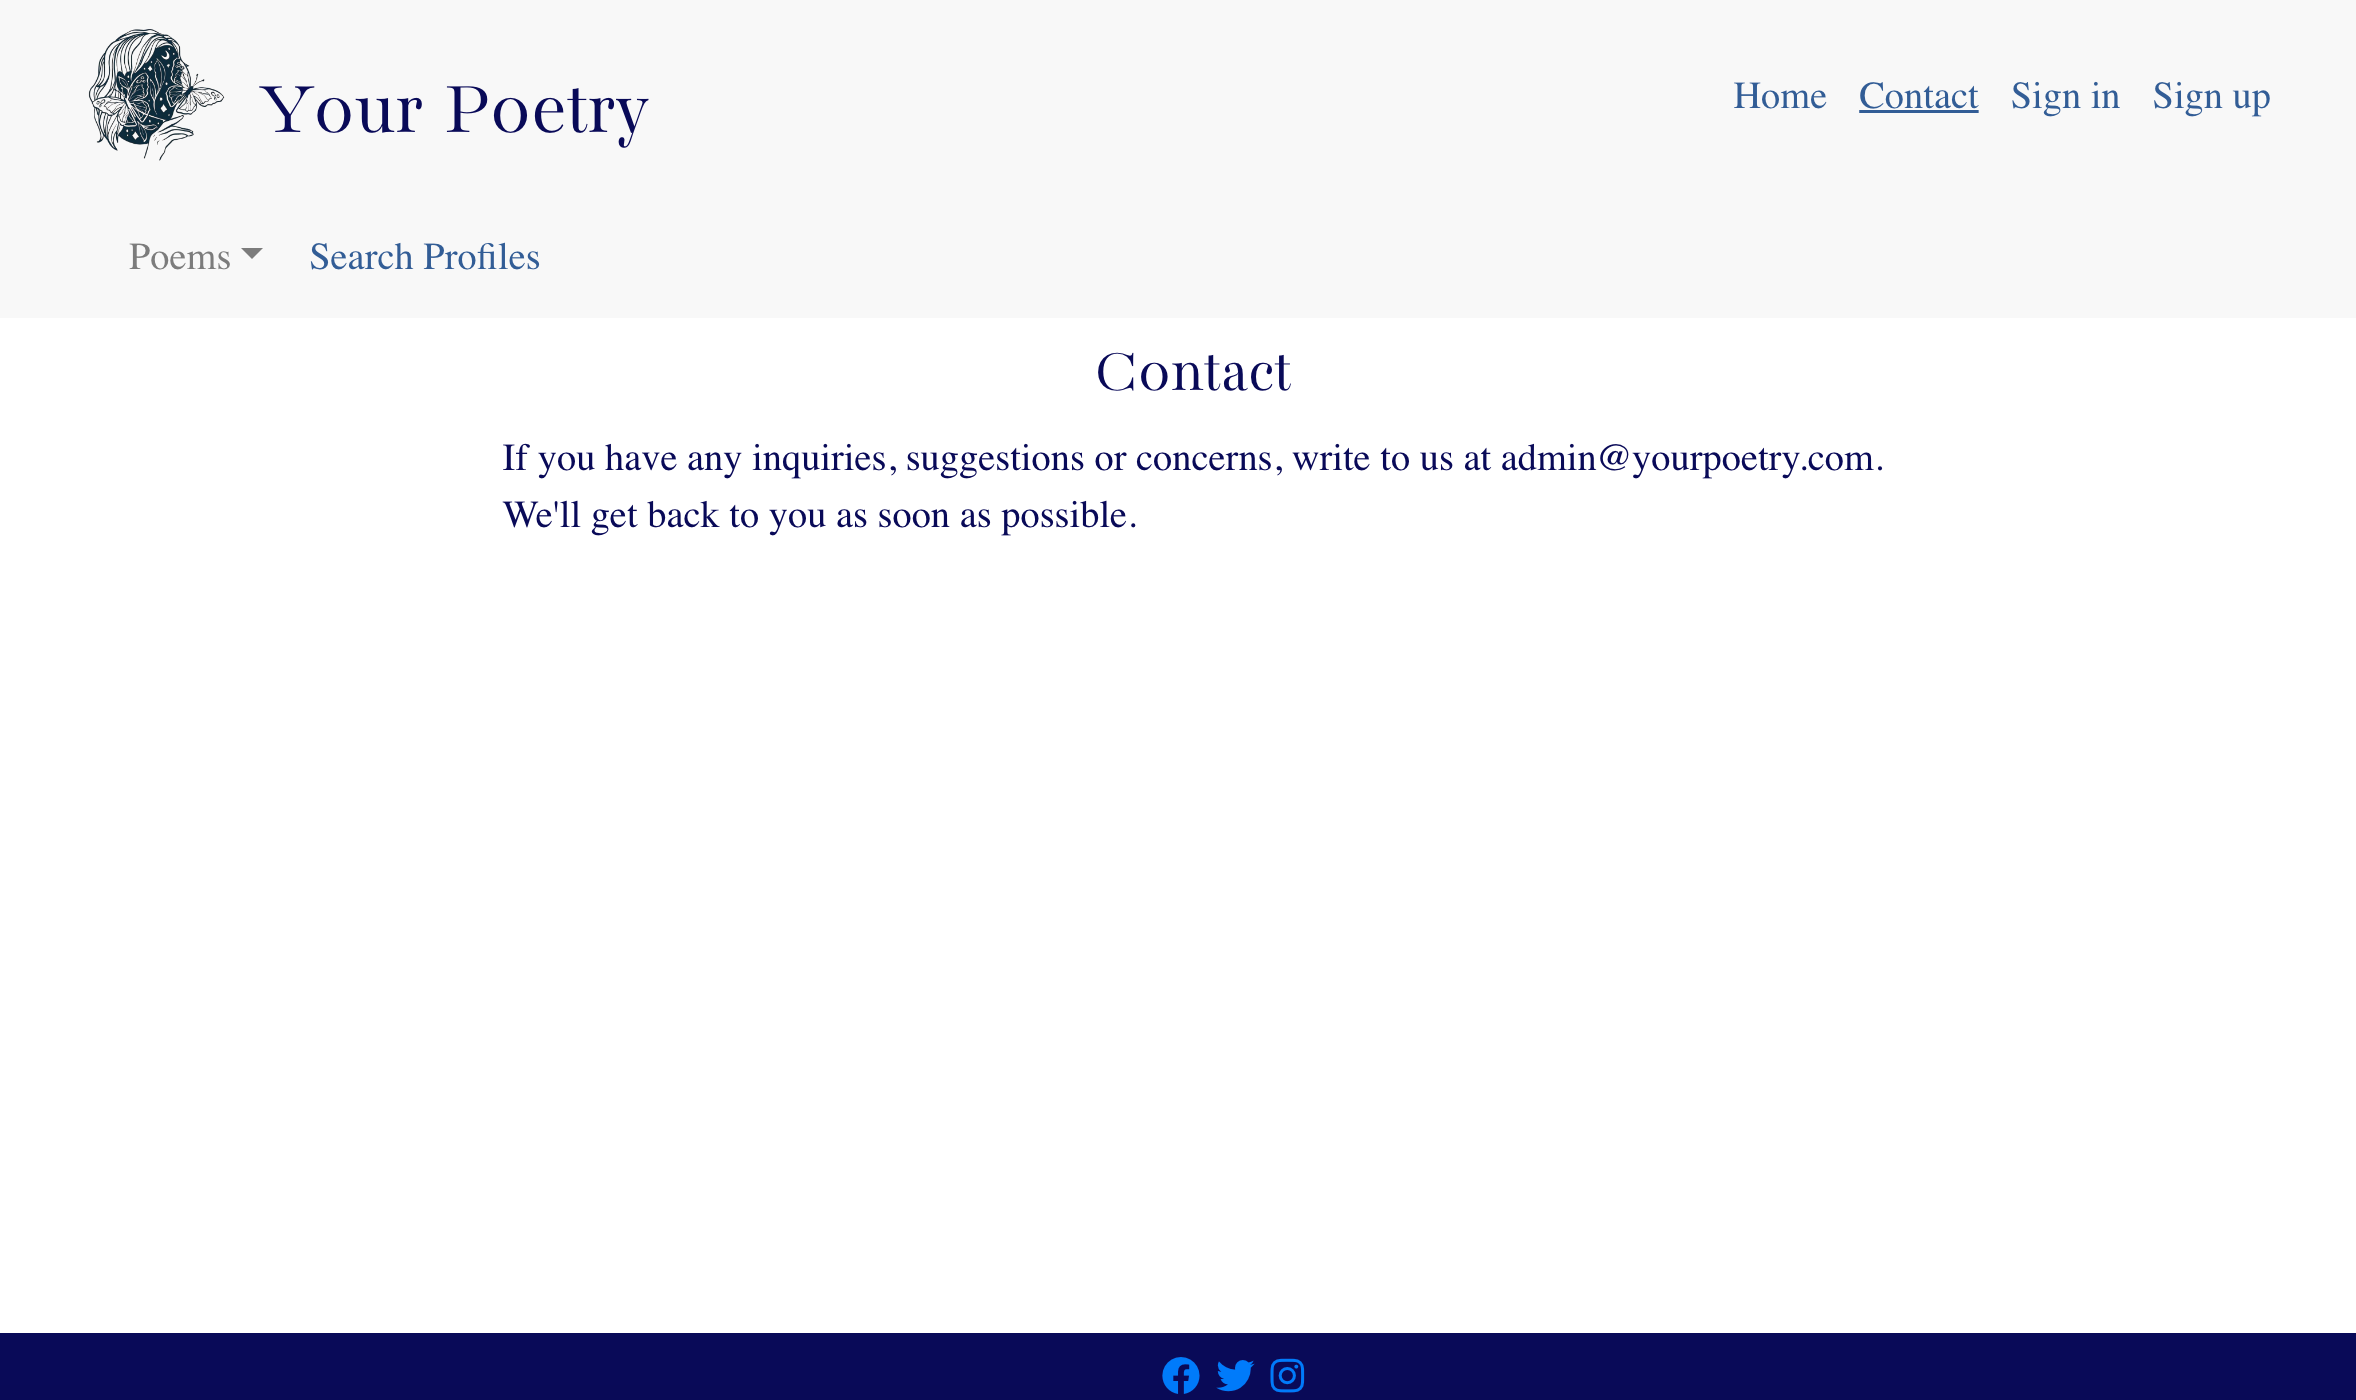 Your Poetry
Home Contact Sign in Sign up
Poems Search Profiles
Contact
If you have any inquiries, suggestions or concerns, write to us at admin@yourpoetry.com.
We'll get back to you as soon as possible.